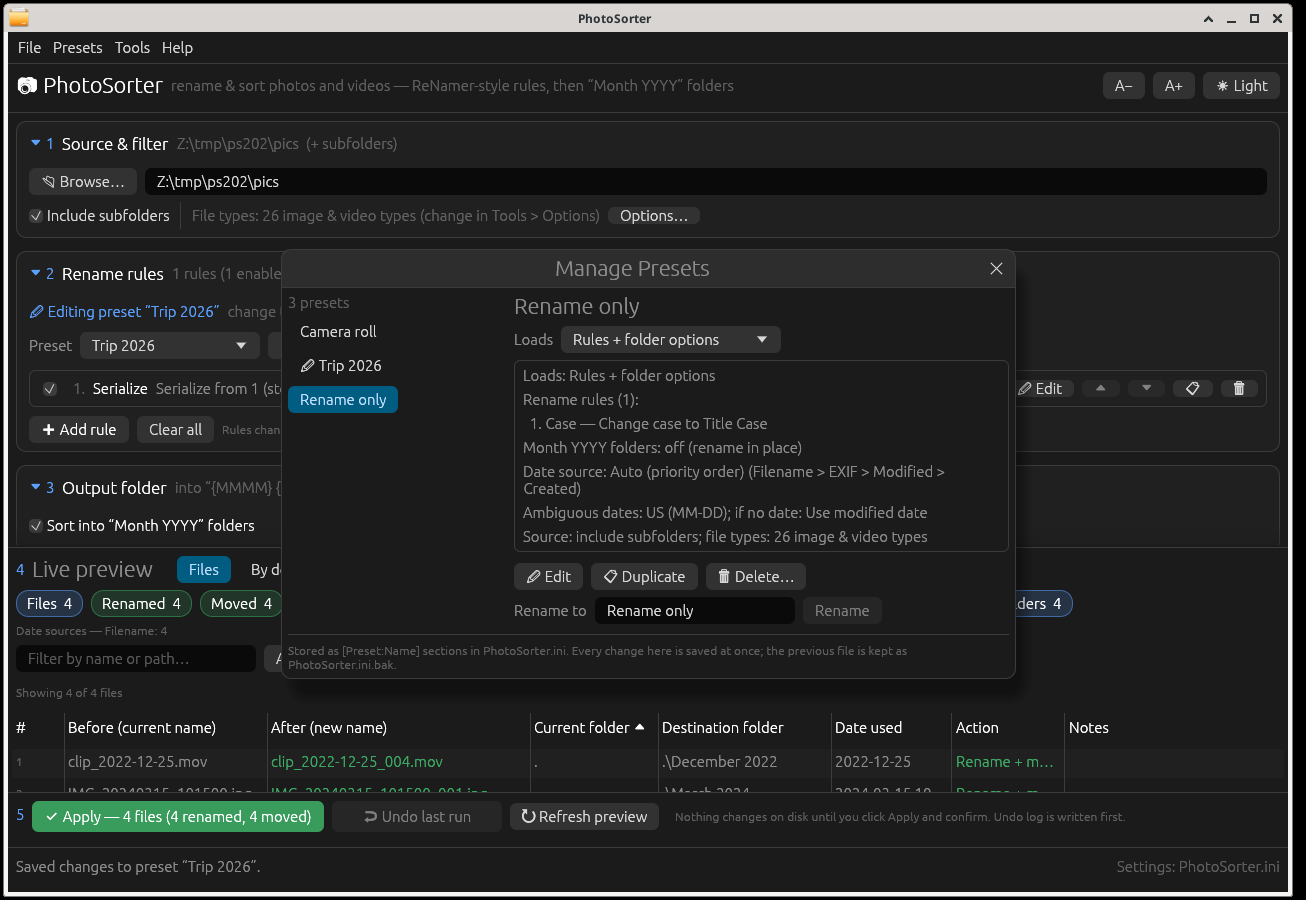 PhotoSorter
File Presets Tools Help
PhotoSorter rename & sort photos and videos — ReNamer-style rules, then “Month YYYY” folders
A− A+ ☀ Light
1 Source & filter Z:\tmp\ps202\pics (+ subfolders)
Browse… Z:\tmp\ps202\pics
Include subfolders File types: 26 image & video types (change in Tools > Options) Options…
2 Rename rules 1 rules (1 enable
Editing preset “Trip 2026” change
Preset Trip 2026
1. Serialize Serialize from 1 (st
Edit
+ Add rule Clear all Rules chan
3 Output folder into “{MMMM} {
Sort into “Month YYYY” folders
Manage Presets
3 presets
Camera roll
Trip 2026
Rename only
Rename only
Loads Rules + folder options
Loads: Rules + folder options
Rename rules (1):
1. Case — Change case to Title Case
Month YYYY folders: off (rename in place)
Date source: Auto (priority order) (Filename > EXIF > Modified >
Created)
Ambiguous dates: US (MM-DD); if no date: Use modified date
Source: include subfolders; file types: 26 image & video types
Edit Duplicate Delete…
Rename to Rename only Rename
Stored as [Preset:Name] sections in PhotoSorter.ini. Every change here is saved at once; the previous file is kept as
PhotoSorter.ini.bak.
4 Live preview Files By d
Files 4 Renamed 4 Moved 4 ders 4
Date sources — Filename: 4
Filter by name or path…
Showing 4 of 4 files
# Before (current name) After (new name) Current folder Destination folder Date used Action Notes
1 clip_2022-12-25.mov clip_2022-12-25_004.mov . .\December 2022 2022-12-25 Rename + m…
5 ✓ Apply — 4 files (4 renamed, 4 moved) Undo last run Refresh preview Nothing changes on disk until you click Apply and confirm. Undo log is written first.
Saved changes to preset “Trip 2026”. Settings: PhotoSorter.ini